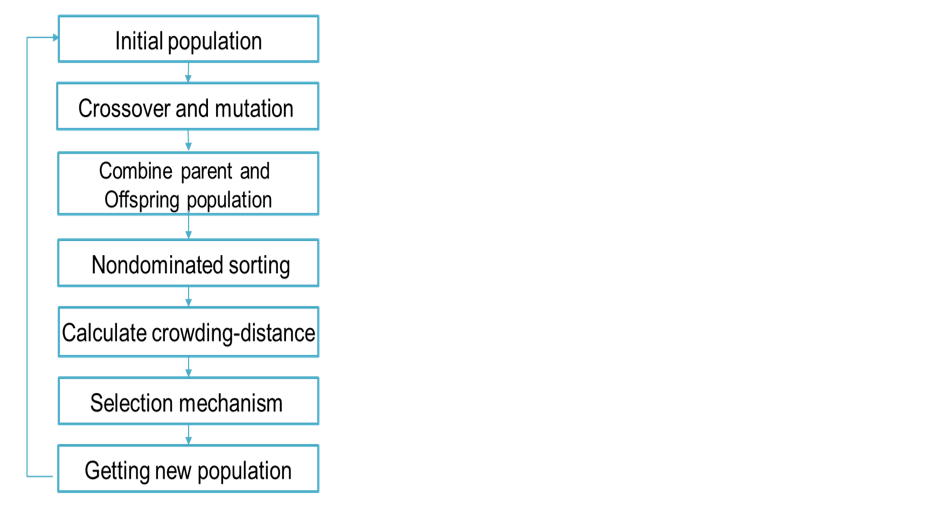 Initial population
Crossover and mutation
Combine parent and
Offspring population
Nondominated sorting
Calculate crowding-distance
Selection mechanism
Getting new population